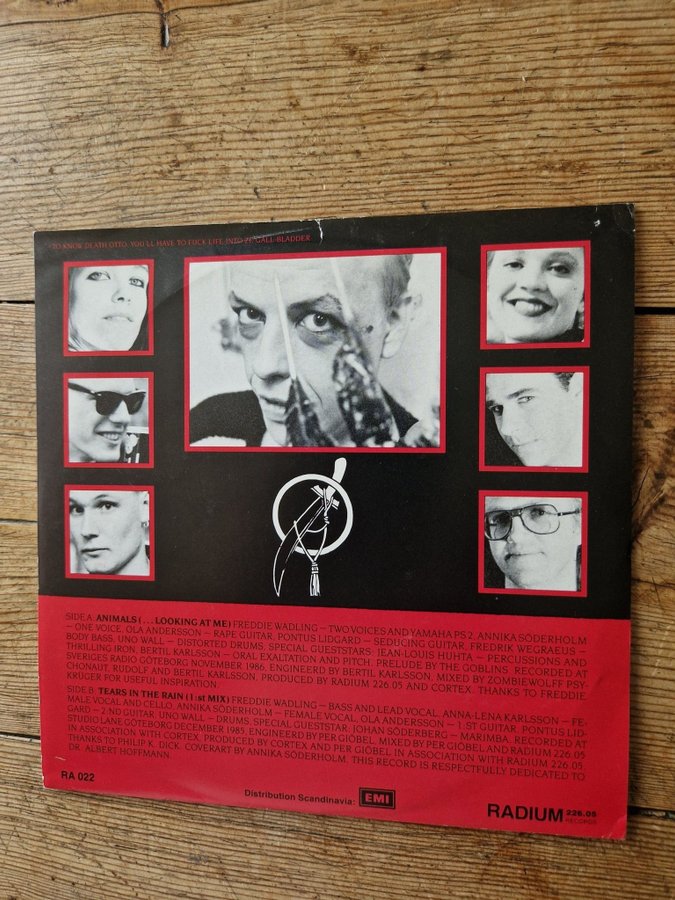 TO KNOW DEATH OTTO, YOU'LL HAVE TO FUCK LIFE INTO ZE GALL-BLADDER.
SIDE A: ANIMALS (...LOOKING AT ME) FREDDIE WADLING — TWO VOICES AND YAMAHA PS 2, ANNIKA SÖDERHOLM
— ONE VOICE, OLA ANDERSSON — RAPE GUITAR, PONTUS LIDGARD — SEDUCING GUITAR, FREDRIK WEGRAEUS —
BODY BASS, UNO WALL — DISTORTED DRUMS. SPECIAL GUESTSTARS: JEAN-LOUIS HUHTA — PERCUSSIONS AND
THRILLING IRON, BERTIL KARLSSON — ORAL EXALTATION AND PITCH. PRELUDE BY THE GOBLINS. RECORDED AT
SVERIGES RADIO GÖTEBORG NOVEMBER 1986, ENGINEERD BY BERTIL KARLSSON, MIXED BY ZOMBIE WOLFF PSY-
CHONAUT, RUDOLF AND BERTIL KARLSSON, PRODUCED BY RADIUM 226.05 AND CORTEX. THANKS TO FREDDIE
KRÜGER FOR USEFUL INSPIRATION.
SIDE B: TEARS IN THE RAIN (1:st MIX) FREDDIE WADLING — BASS AND LEAD VOCAL, ANNA-LENA KARLSSON — FE-
MALE VOCAL AND CELLO, ANNIKA SÖDERHOLM — FEMALE VOCAL, OLA ANDERSSON — 1:ST GUITAR, PONTUS LID-
GARD — 2:ND GUITAR, UNO WALL — DRUMS, SPECIAL GUESTSTAR: JOHAN SÖDERBERG — MARIMBA. RECORDED AT
STUDIO LANE, GÖTEBORG DECEMBER 1985, ENGINEERD BY PER GIÖBEL, MIXED BY PER GIÖBEL AND RADIUM 226.05
IN ASSOCIATION WITH CORTEX, PRODUCED BY CORTEX AND PER GIÖBEL, IN ASSOCIATION WITH RADIUM 226.05,
THANKS TO PHILIP K. DICK. COVERART BY ANNIKA SÖDERHOLM. THIS RECORD IS RESPECTFULLY DEDICATED TO
DR. ALBERT HOFFMANN.
RA 022
Distribution Scandinavia: EMI
RADIUM 226.05
RECORDS